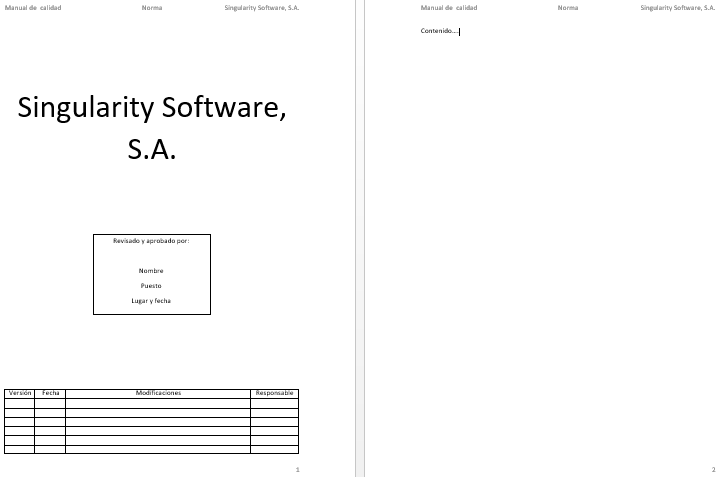 Manual de calidad Norma Singularity Software, S.A.
Singularity Software,
S.A.
Revisado y aprobado por:
Nombre
Puesto
Lugar y fecha
Versión Fecha Modificaciones Responsable
1
Manual de calidad Norma Singularity Software, S.A.
Contenido...
2